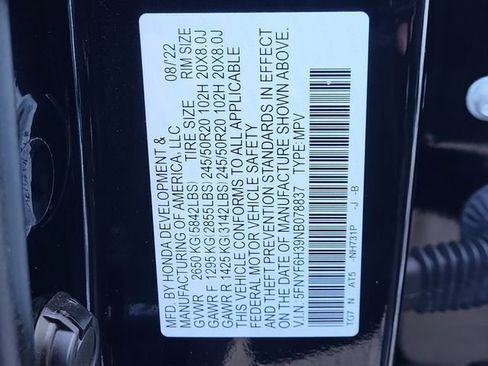 MFD. BY HONDA DEVELOPMENT & 08/22
MANUFACTURING OF AMERICA, LLC
TIRE SIZE RIM SIZE
GVWR 2650 KG(5842LBS)
GAWR F 1295 KG(2855LBS) 245/50R20 102H 20X8.0J
GAWR R 1425 KG(3142LBS) 245/50R20 102H 20X8.0J
THIS VEHICLE CONFORMS TO ALL APPLICABLE
FEDERAL MOTOR VEHICLE SAFETY
AND THEFT PREVENTION STANDARDS IN EFFECT
ON THE DATE OF MANUFACTURE SHOWN ABOVE.
V.I.N. 5FNYF6H39NB078837 TYPE:MPV
TG7 N AT5 -NH731P -J -B